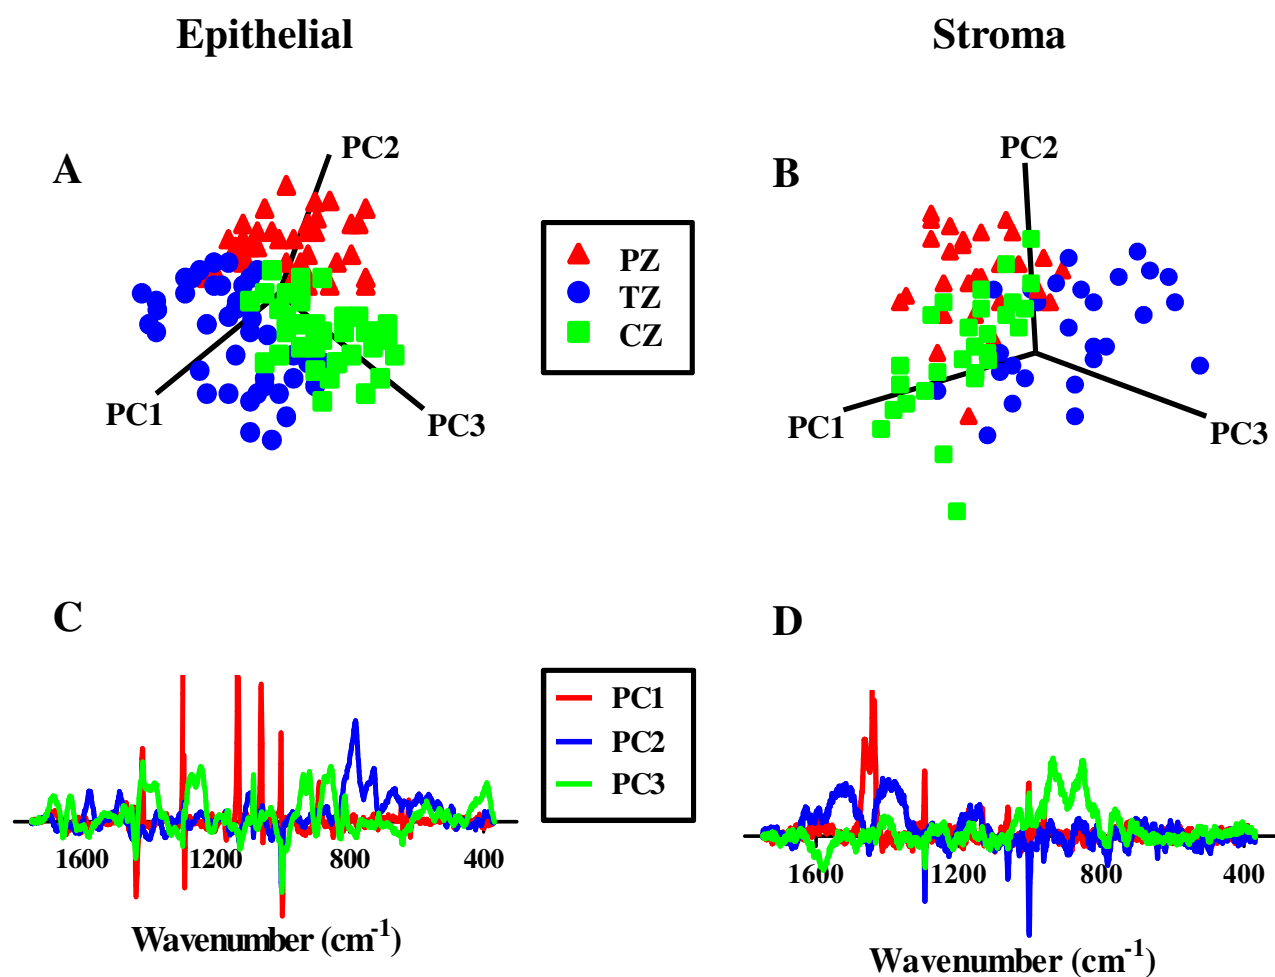 Epithelial
Stroma
A
PC2
PC1
PC3
PZ
TZ
CZ
B
PC2
PC1
PC3
C
1600 1200 800 400
Wavenumber (cm-1)
PC1
PC2
PC3
D
1600 1200 800 400
Wavenumber (cm-1)